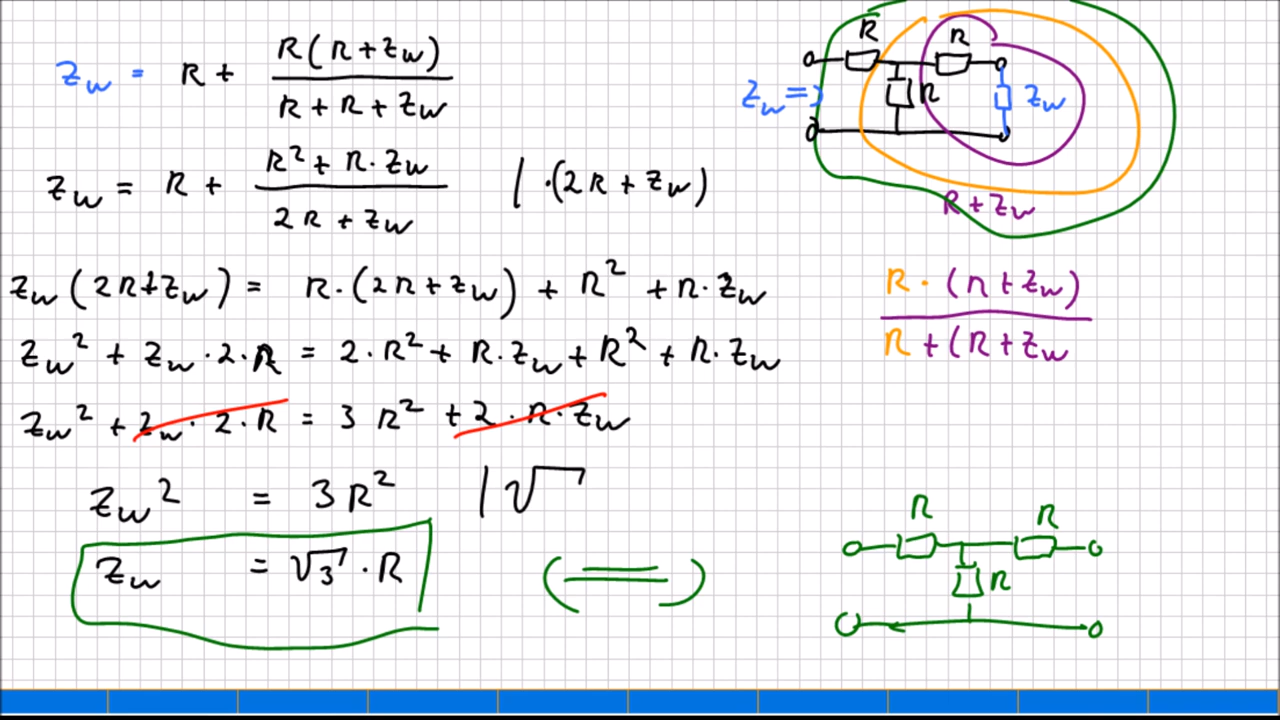 Zw = R + R(R+Zw) / R+R+Zw
Zw = R + R²+R·Zw / 2R+Zw | ·(2R+Zw)
Zw(2R+Zw) = R·(2R+Zw) + R² + R·Zw
Zw² + Zw·2·R = 2·R² + R·Zw + R² + R·Zw
Zw² + Zw·2·R = 3R² + 2·R·Zw
Zw² = 3R² | √
Zw = √3·R
( = )
R R
Zw = R Zw
R+Zw
R·(R+Zw)
R+(R+Zw
R R
R